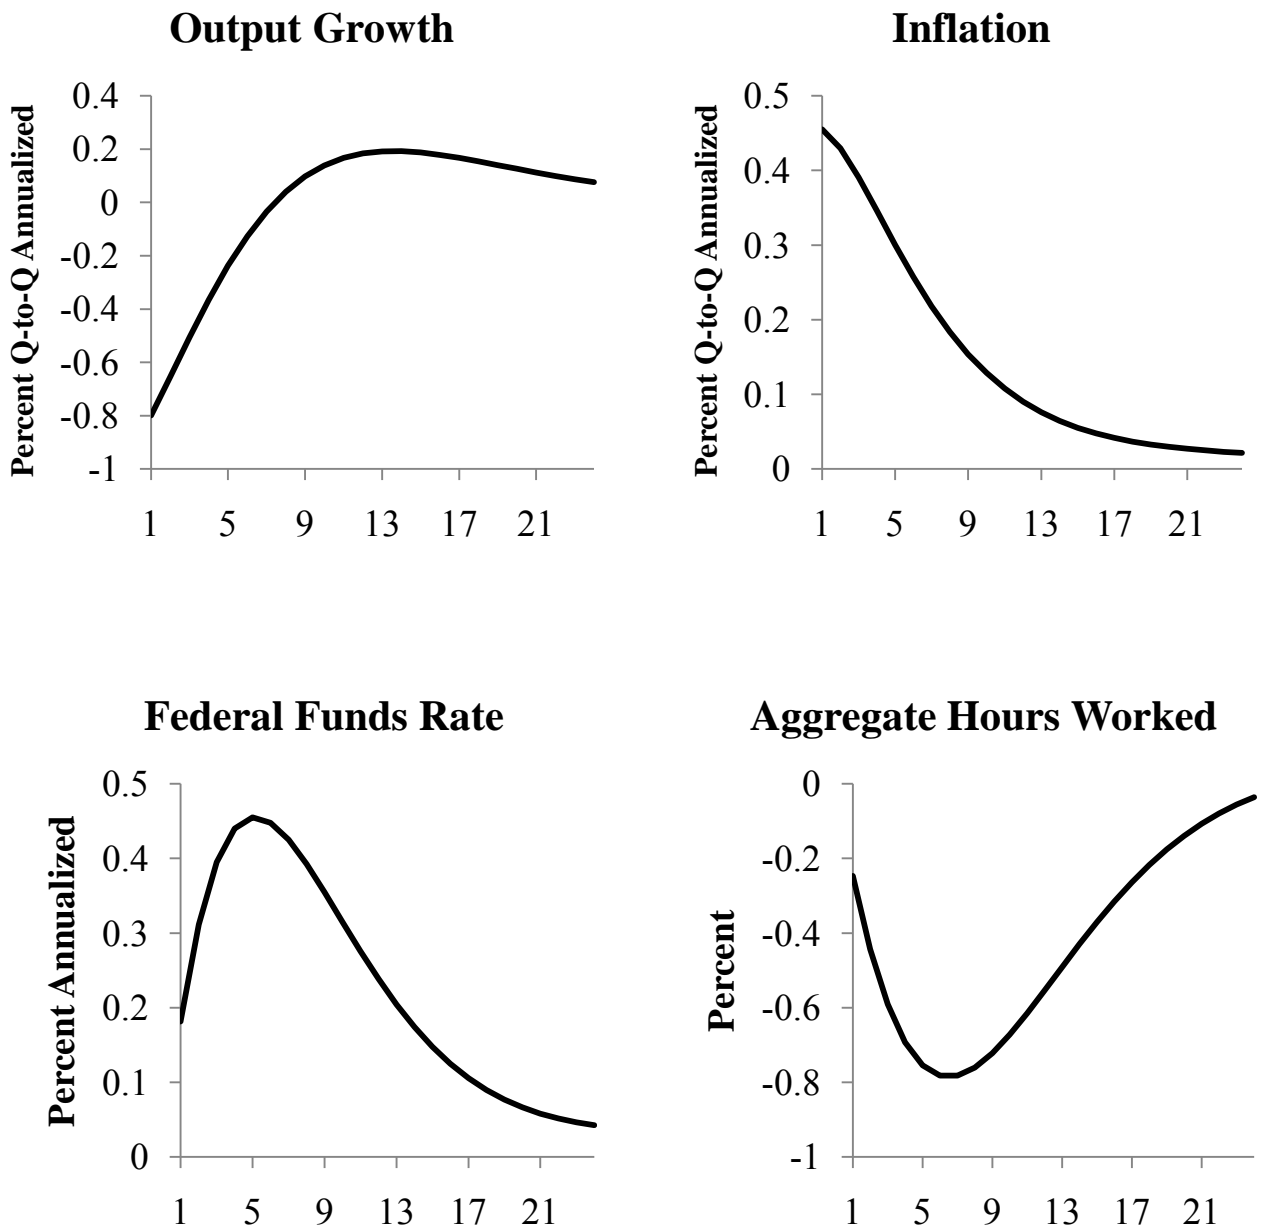 Output Growth
Percent Q-to-Q Annualized
0.4
0.2
0
-0.2
-0.4
-0.6
-0.8
-1
1 5 9 13 17 21
Inflation
Percent Q-to-Q Annualized
0.5
0.4
0.3
0.2
0.1
0
1 5 9 13 17 21
Federal Funds Rate
Percent Annualized
0.5
0.4
0.3
0.2
0.1
0
1 5 9 13 17 21
Aggregate Hours Worked
Percent
0
-0.2
-0.4
-0.6
-0.8
-1
1 5 9 13 17 21